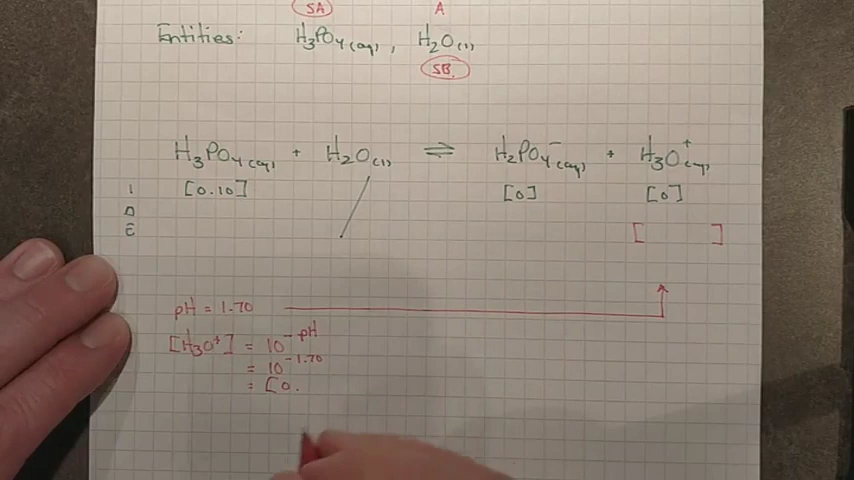 SA A
Entities: H₃PO₄(aq), H₂O(l)
SB
H₃PO₄(aq) + H₂O(l) ⇌ H₂PO₄⁻(aq) + H₃O⁺(aq)
I [0.10] [0] [0]
Δ
E [ ]
pH = 1.70
[H₃O⁺] = 10^-pH
= 10^-1.70
= [0.